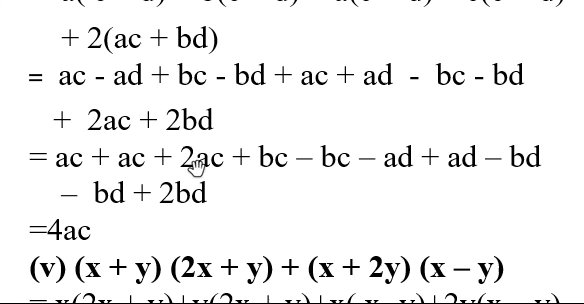 + 2(ac + bd)
= ac - ad + bc - bd + ac + ad - bc - bd
+ 2ac + 2bd
= ac + ac + 2ac + bc – bc – ad + ad – bd
– bd + 2bd
=4ac
(v) (x + y) (2x + y) + (x + 2y) (x – y)